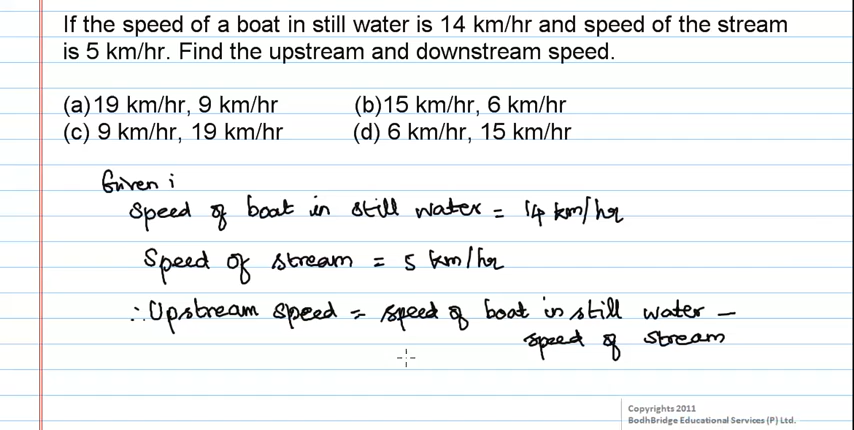 If the speed of a boat in still water is 14 km/hr and speed of the stream
is 5 km/hr. Find the upstream and downstream speed.
(a)19 km/hr, 9 km/hr (b)15 km/hr, 6 km/hr
(c) 9 km/hr, 19 km/hr (d) 6 km/hr, 15 km/hr
Given :
Speed of boat in still water = 14 km/hr
Speed of stream = 5 km/hr
∴ Upstream speed = speed of boat in still water –
speed of stream
Copyrights 2011
BodhBridge Educational Services (P) Ltd.